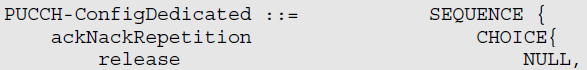 PUCCH-ConfigDedicated ::= SEQUENCE {
ackNackRepetition CHOICE{
release NULL,